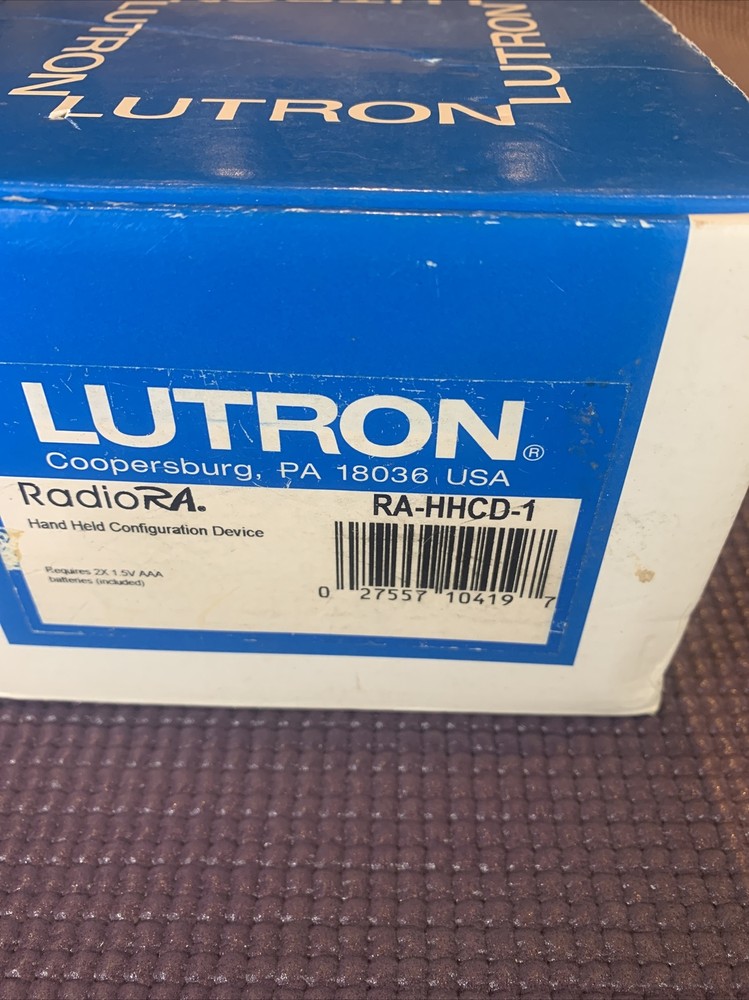 LUTRON
LUTRON
LUTRON
LUTRON®
Coopersburg, PA 18036 USA
RadioRA®
RA-HHCD-1
Hand Held Configuration Device
Requires 2X 1.5V AAA
batteries (included)
0 27557 10419 7